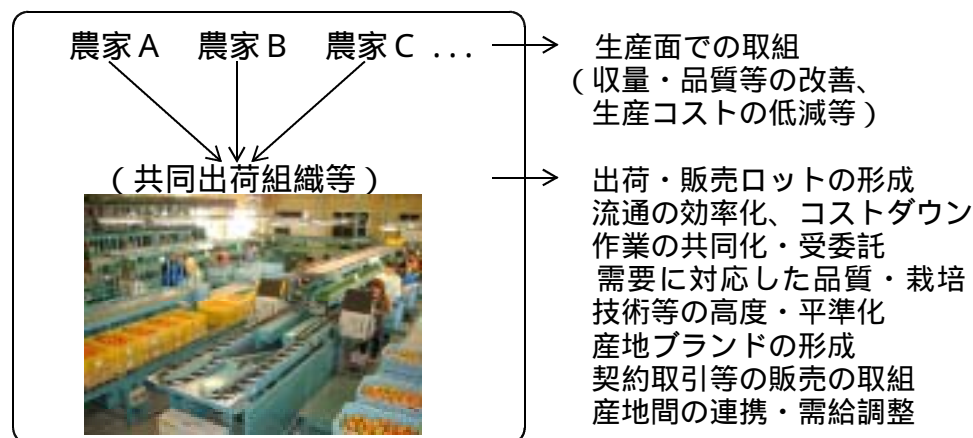 農家A 農家B 農家C ...
生産面での取組
(収量・品質等の改善、
生産コストの低減等)
(共同出荷組織等)
出荷・販売ロットの形成
流通の効率化、コストダウン
作業の共同化・受委託
需要に対応した品質・栽培
技術等の高度・平準化
産地ブランドの形成
契約取引等の販売の取組
産地間の連携・需給調整